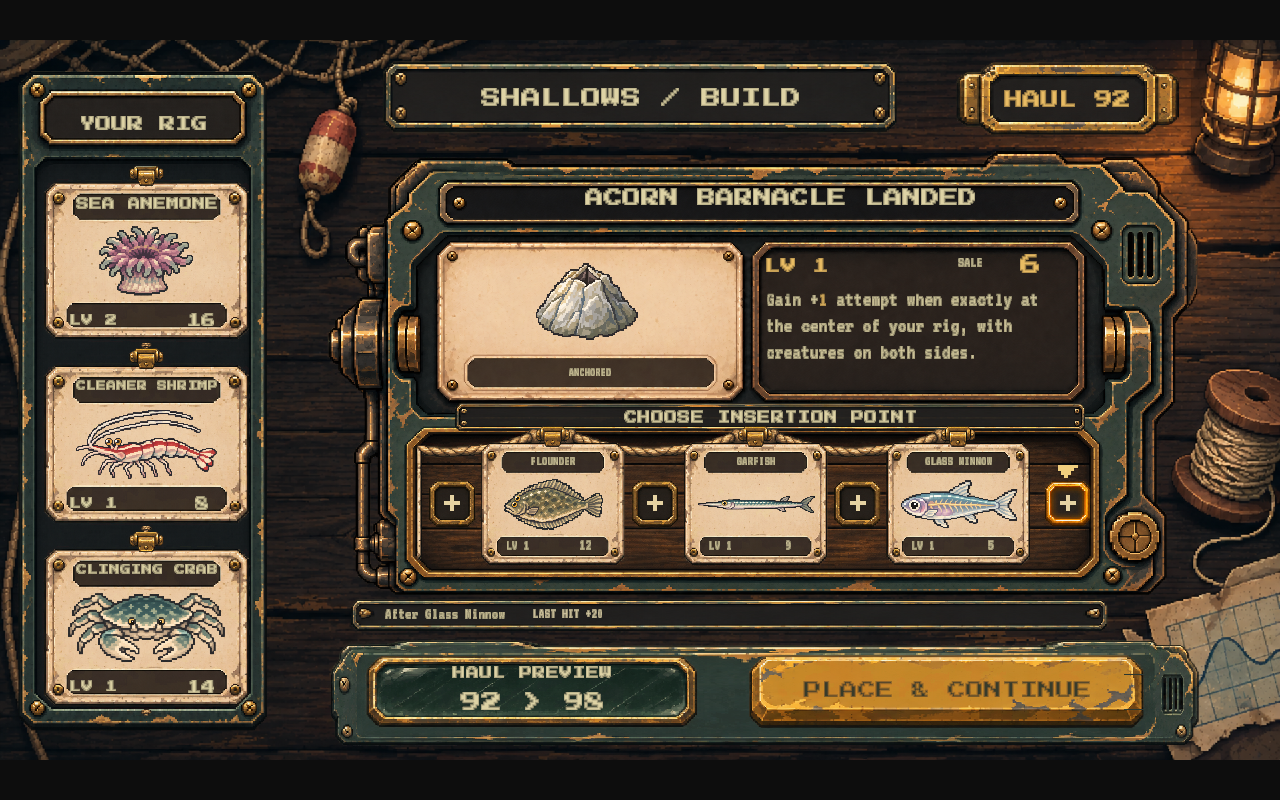 SHALLOWS / BUILD
HAUL 92
YOUR RIG
SEA ANEMONE
LV 2 16
CLEANER SHRIMP
LV 1 8
CLINGING CRAB
LV 1 14
ACORN BARNACLE LANDED
ANCHORED
LV 1 SALE 6
Gain +1 attempt when exactly at
the center of your rig, with
creatures on both sides.
CHOOSE INSERTION POINT
FLOUNDER
LV 1 12
GARFISH
LV 1 9
GLASS MINNOW
LV 1 5
+ + + +
After Glass Minnow LAST HIT +20
HAUL PREVIEW
92 > 98
PLACE & CONTINUE